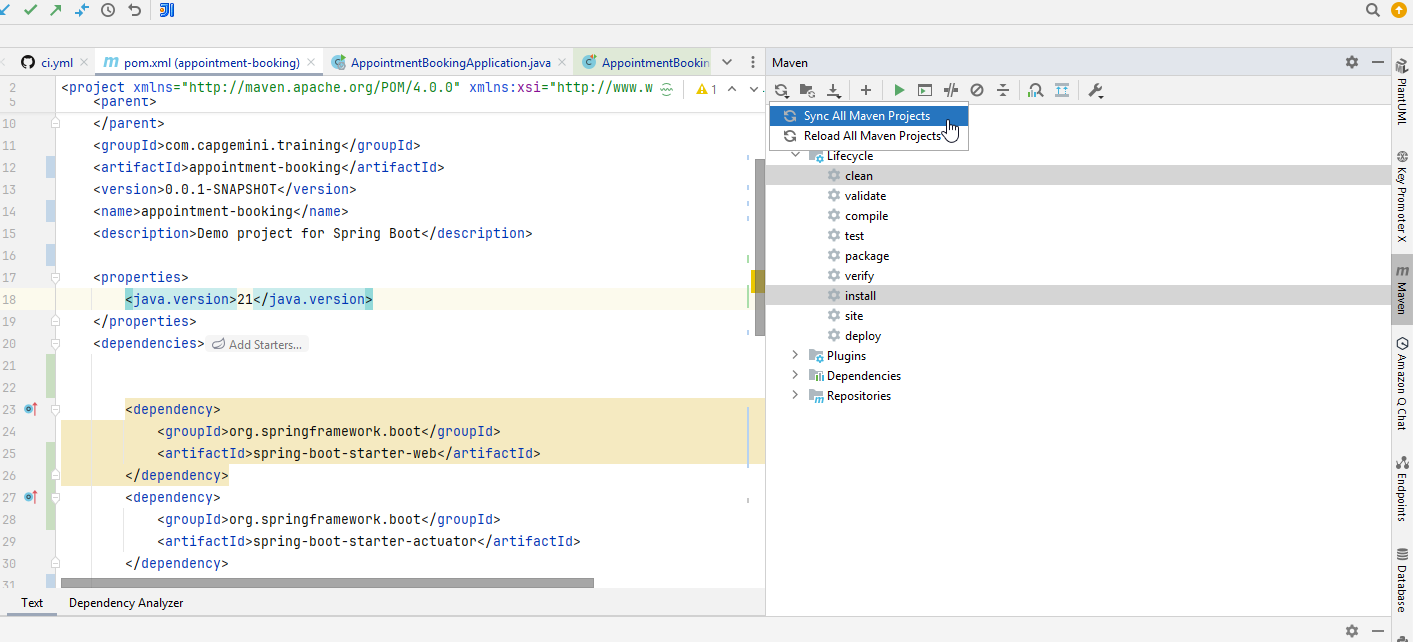 ci.yml
pom.xml (appointment-booking)
AppointmentBookingApplication.java
AppointmentBookin
Maven
2 <project xmlns="http://maven.apache.org/POM/4.0.0" xmlns:xsi="http://www.w
1
5 <parent>
10 </parent>
11 <groupId>com.capgemini.training</groupId>
12 <artifactId>appointment-booking</artifactId>
13 <version>0.0.1-SNAPSHOT</version>
14 <name>appointment-booking</name>
15 <description>Demo project for Spring Boot</description>
16
17 <properties>
18 <java.version>21</java.version>
19 </properties>
20 <dependencies> Add Starters...
21
22
23 <dependency>
24 <groupId>org.springframework.boot</groupId>
25 <artifactId>spring-boot-starter-web</artifactId>
26 </dependency>
27 <dependency>
28 <groupId>org.springframework.boot</groupId>
29 <artifactId>spring-boot-starter-actuator</artifactId>
30 </dependency>
31
Text
Dependency Analyzer
Sync All Maven Projects
Reload All Maven Projects
Lifecycle
clean
validate
compile
test
package
verify
install
site
deploy
Plugins
Dependencies
Repositories
PlantUML
Key Promoter X
Maven
Amazon Q Chat
Endpoints
Database